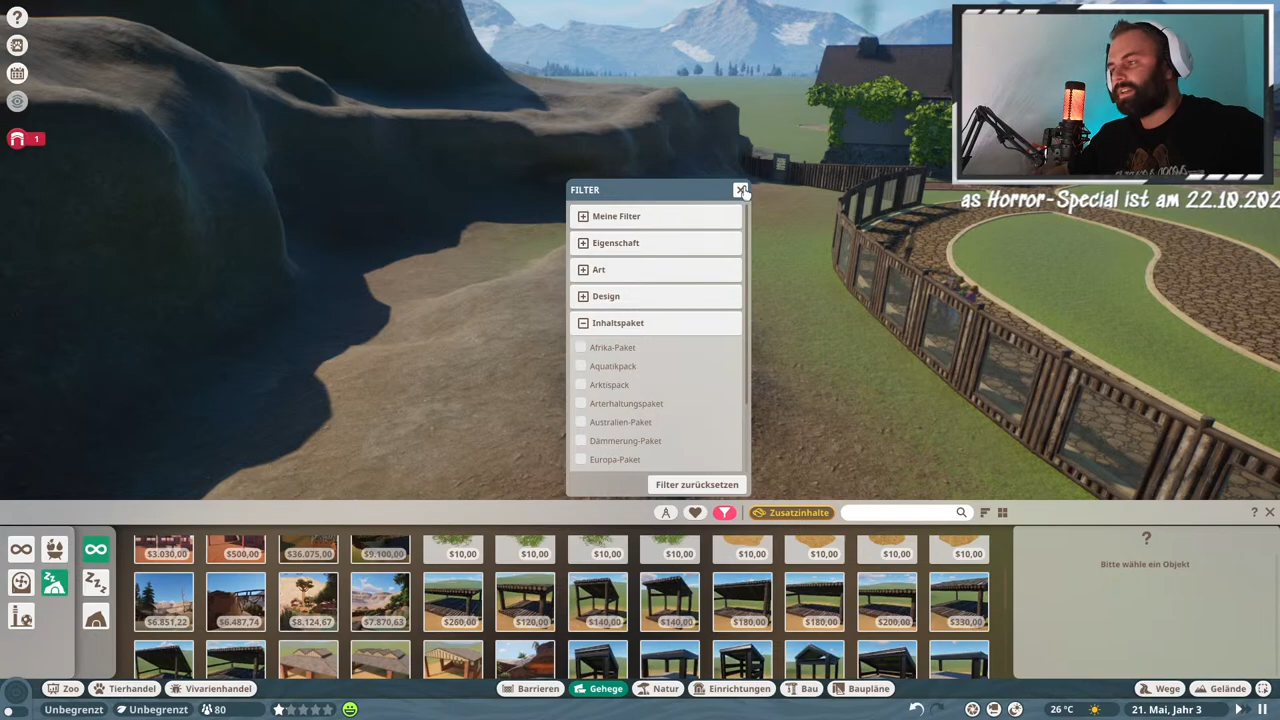 ?
1
as Horror-Special ist am 22.10.202
FILTER
Meine Filter
Eigenschaft
Art
Design
Inhaltspaket
Afrika-Paket
Aquatikpack
Arktispack
Arterhaltungspaket
Australien-Paket
Dämmerung-Paket
Europa-Paket
Filter zurücksetzen
Zusatzinhalte
?
$3.030,00 $500,00 $36.075,00 $9.100,00 $10,00 $10,00 $10,00 $10,00 $10,00 $10,00 $10,00 $10,00
?
Bitte wähle ein Objekt
$6.851,22 $6.487,74 $8.124,67 $7.870,63 $260,00 $120,00 $140,00 $140,00 $180,00 $180,00 $200,00 $330,00
Zoo Tierhandel Vivarienhandel Barrieren Gehege Natur Einrichtungen Bau Baupläne Wege Gelände
Unbegrenzt Unbegrenzt 80 26 °C 21. Mai, Jahr 3